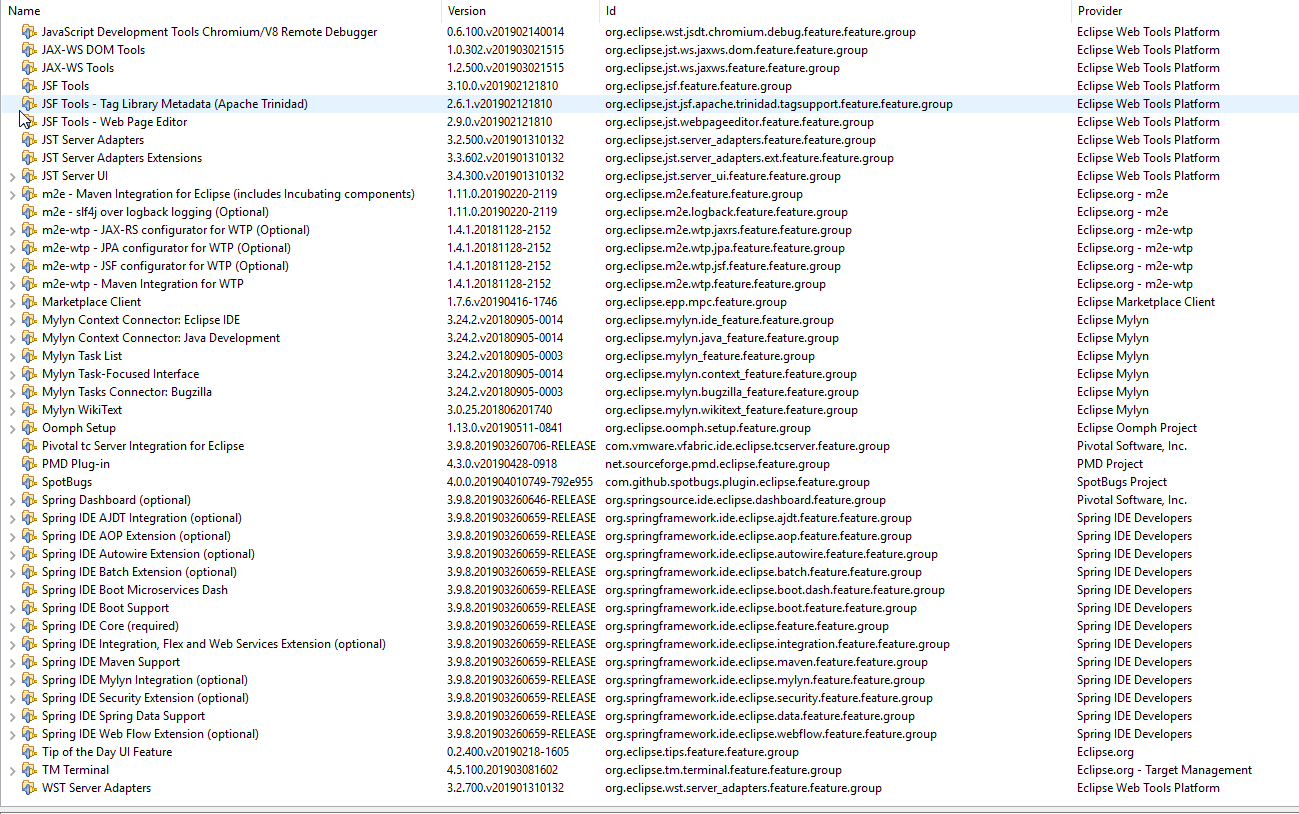 Name Version Id Provider
JavaScript Development Tools Chromium/V8 Remote Debugger 0.6.100.v201902140014 org.eclipse.wst.jsdt.chromium.debug.feature.feature.group Eclipse Web Tools Platform
JAX-WS DOM Tools 1.0.302.v201903021515 org.eclipse.jst.ws.jaxws.dom.feature.feature.group Eclipse Web Tools Platform
JAX-WS Tools 1.2.500.v201903021515 org.eclipse.jst.ws.jaxws.feature.feature.group Eclipse Web Tools Platform
JSF Tools 3.10.0.v201902121810 org.eclipse.jsf.feature.feature.group Eclipse Web Tools Platform
JSF Tools - Tag Library Metadata (Apache Trinidad) 2.6.1.v201902121810 org.eclipse.jst.jsf.apache.trinidad.tagsupport.feature.feature.group Eclipse Web Tools Platform
JSF Tools - Web Page Editor 2.9.0.v201902121810 org.eclipse.jst.webpageeditor.feature.feature.group Eclipse Web Tools Platform
JST Server Adapters 3.2.500.v201901310132 org.eclipse.jst.server_adapters.feature.feature.group Eclipse Web Tools Platform
JST Server Adapters Extensions 3.3.602.v201901310132 org.eclipse.jst.server_adapters.ext.feature.feature.group Eclipse Web Tools Platform
JST Server UI 3.4.300.v201901310132 org.eclipse.jst.server_ui.feature.feature.group Eclipse Web Tools Platform
m2e - Maven Integration for Eclipse (includes Incubating components) 1.11.0.20190220-2119 org.eclipse.m2e.feature.feature.group Eclipse.org - m2e
m2e - slf4j over logback logging (Optional) 1.11.0.20190220-2119 org.eclipse.m2e.logback.feature.feature.group Eclipse.org - m2e
m2e-wtp - JAX-RS configurator for WTP (Optional) 1.4.1.20181128-2152 org.eclipse.m2e.wtp.jaxrs.feature.feature.group Eclipse.org - m2e-wtp
m2e-wtp - JPA configurator for WTP (Optional) 1.4.1.20181128-2152 org.eclipse.m2e.wtp.jpa.feature.feature.group Eclipse.org - m2e-wtp
m2e-wtp - JSF configurator for WTP (Optional) 1.4.1.20181128-2152 org.eclipse.m2e.wtp.jsf.feature.feature.group Eclipse.org - m2e-wtp
m2e-wtp - Maven Integration for WTP 1.4.1.20181128-2152 org.eclipse.m2e.wtp.feature.feature.group Eclipse.org - m2e-wtp
Marketplace Client 1.7.6.v20190416-1746 org.eclipse.epp.mpc.feature.group Eclipse Marketplace Client
Mylyn Context Connector: Eclipse IDE 3.24.2.v20180905-0014 org.eclipse.mylyn.ide_feature.feature.group Eclipse Mylyn
Mylyn Context Connector: Java Development 3.24.2.v20180905-0014 org.eclipse.mylyn.java_feature.feature.group Eclipse Mylyn
Mylyn Task List 3.24.2.v20180905-0003 org.eclipse.mylyn_feature.feature.group Eclipse Mylyn
Mylyn Task-Focused Interface 3.24.2.v20180905-0014 org.eclipse.mylyn.context_feature.feature.group Eclipse Mylyn
Mylyn Tasks Connector: Bugzilla 3.24.2.v20180905-0003 org.eclipse.mylyn.bugzilla_feature.feature.group Eclipse Mylyn
Mylyn WikiText 3.0.25.201806201740 org.eclipse.mylyn.wikitext_feature.feature.group Eclipse Mylyn
Oomph Setup 1.13.0.v20190511-0841 org.eclipse.oomph.setup.feature.group Eclipse Oomph Project
Pivotal tc Server Integration for Eclipse 3.9.8.201903260706-RELEASE com.vmware.vfabric.ide.eclipse.tcserver.feature.group Pivotal Software, Inc.
PMD Plug-in 4.3.0.v20190428-0918 net.sourceforge.pmd.eclipse.feature.group PMD Project
SpotBugs 4.0.0.201904010749-792e955 com.github.spotbugs.plugin.eclipse.feature.group SpotBugs Project
Spring Dashboard (optional) 3.9.8.201903260646-RELEASE org.springsource.ide.eclipse.dashboard.feature.group Pivotal Software, Inc.
Spring IDE AJDT Integration (optional) 3.9.8.201903260659-RELEASE org.springframework.ide.eclipse.ajdt.feature.feature.group Spring IDE Developers
Spring IDE AOP Extension (optional) 3.9.8.201903260659-RELEASE org.springframework.ide.eclipse.aop.feature.feature.group Spring IDE Developers
Spring IDE Autowire Extension (optional) 3.9.8.201903260659-RELEASE org.springframework.ide.eclipse.autowire.feature.feature.group Spring IDE Developers
Spring IDE Batch Extension (optional) 3.9.8.201903260659-RELEASE org.springframework.ide.eclipse.batch.feature.feature.group Spring IDE Developers
Spring IDE Boot Microservices Dash 3.9.8.201903260659-RELEASE org.springframework.ide.eclipse.boot.dash.feature.feature.group Spring IDE Developers
Spring IDE Boot Support 3.9.8.201903260659-RELEASE org.springframework.ide.eclipse.boot.feature.feature.group Spring IDE Developers
Spring IDE Core (required) 3.9.8.201903260659-RELEASE org.springframework.ide.eclipse.feature.feature.group Spring IDE Developers
Spring IDE Integration, Flex and Web Services Extension (optional) 3.9.8.201903260659-RELEASE org.springframework.ide.eclipse.integration.feature.feature.group Spring IDE Developers
Spring IDE Maven Support 3.9.8.201903260659-RELEASE org.springframework.ide.eclipse.maven.feature.feature.group Spring IDE Developers
Spring IDE Mylyn Integration (optional) 3.9.8.201903260659-RELEASE org.springframework.ide.eclipse.mylyn.feature.feature.group Spring IDE Developers
Spring IDE Security Extension (optional) 3.9.8.201903260659-RELEASE org.springframework.ide.eclipse.security.feature.feature.group Spring IDE Developers
Spring IDE Spring Data Support 3.9.8.201903260659-RELEASE org.springframework.ide.eclipse.data.feature.feature.group Spring IDE Developers
Spring IDE Web Flow Extension (optional) 3.9.8.201903260659-RELEASE org.springframework.ide.eclipse.webflow.feature.feature.group Spring IDE Developers
Tip of the Day UI Feature 0.2.400.v20190218-1605 org.eclipse.tips.feature.feature.group Eclipse.org
TM Terminal 4.5.100.201903081602 org.eclipse.tm.terminal.feature.feature.group Eclipse.org - Target Management
WST Server Adapters 3.2.700.v201901310132 org.eclipse.wst.server_adapters.feature.feature.group Eclipse Web Tools Platform